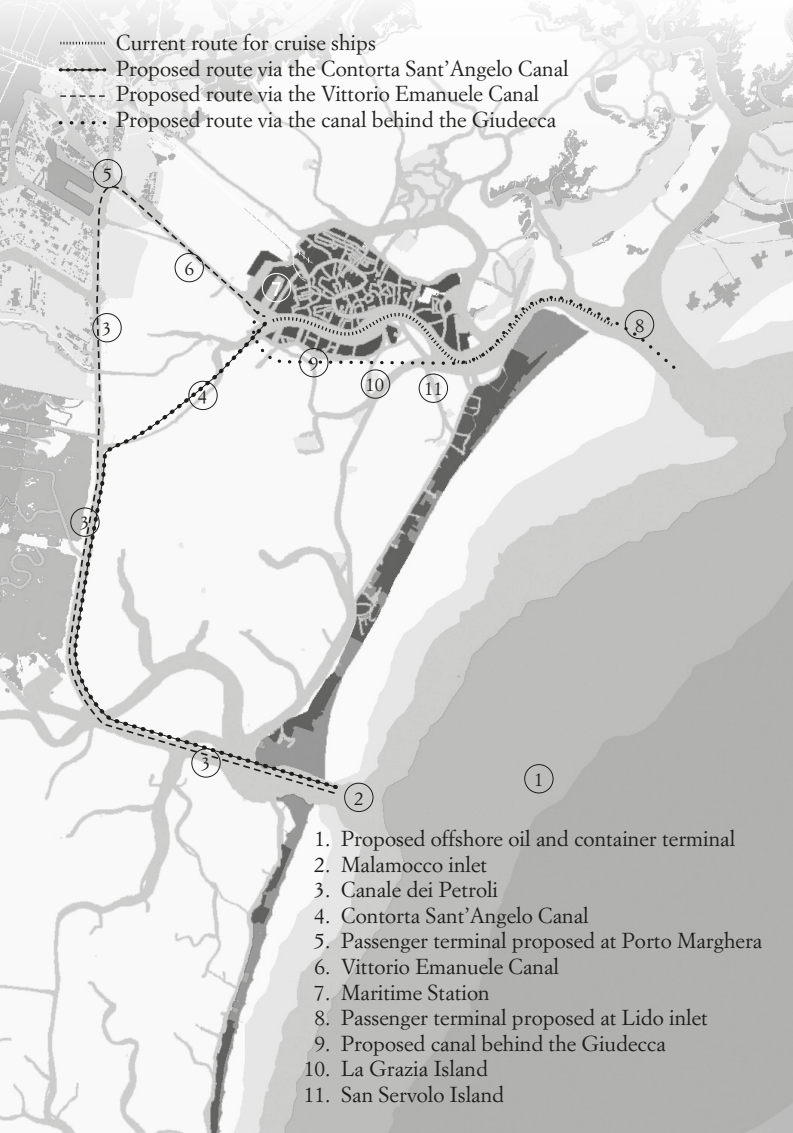 Current route for cruise ships
Proposed route via the Contorta Sant’Angelo Canal
Proposed route via the Vittorio Emanuele Canal
Proposed route via the canal behind the Giudecca
5
6
7
3
8
9
10
11
4
3
3
1
2
1. Proposed offshore oil and container terminal
2. Malamocco inlet
3. Canale dei Petroli
4. Contorta Sant’Angelo Canal
5. Passenger terminal proposed at Porto Marghera
6. Vittorio Emanuele Canal
7. Maritime Station
8. Passenger terminal proposed at Lido inlet
9. Proposed canal behind the Giudecca
10. La Grazia Island
11. San Servolo Island